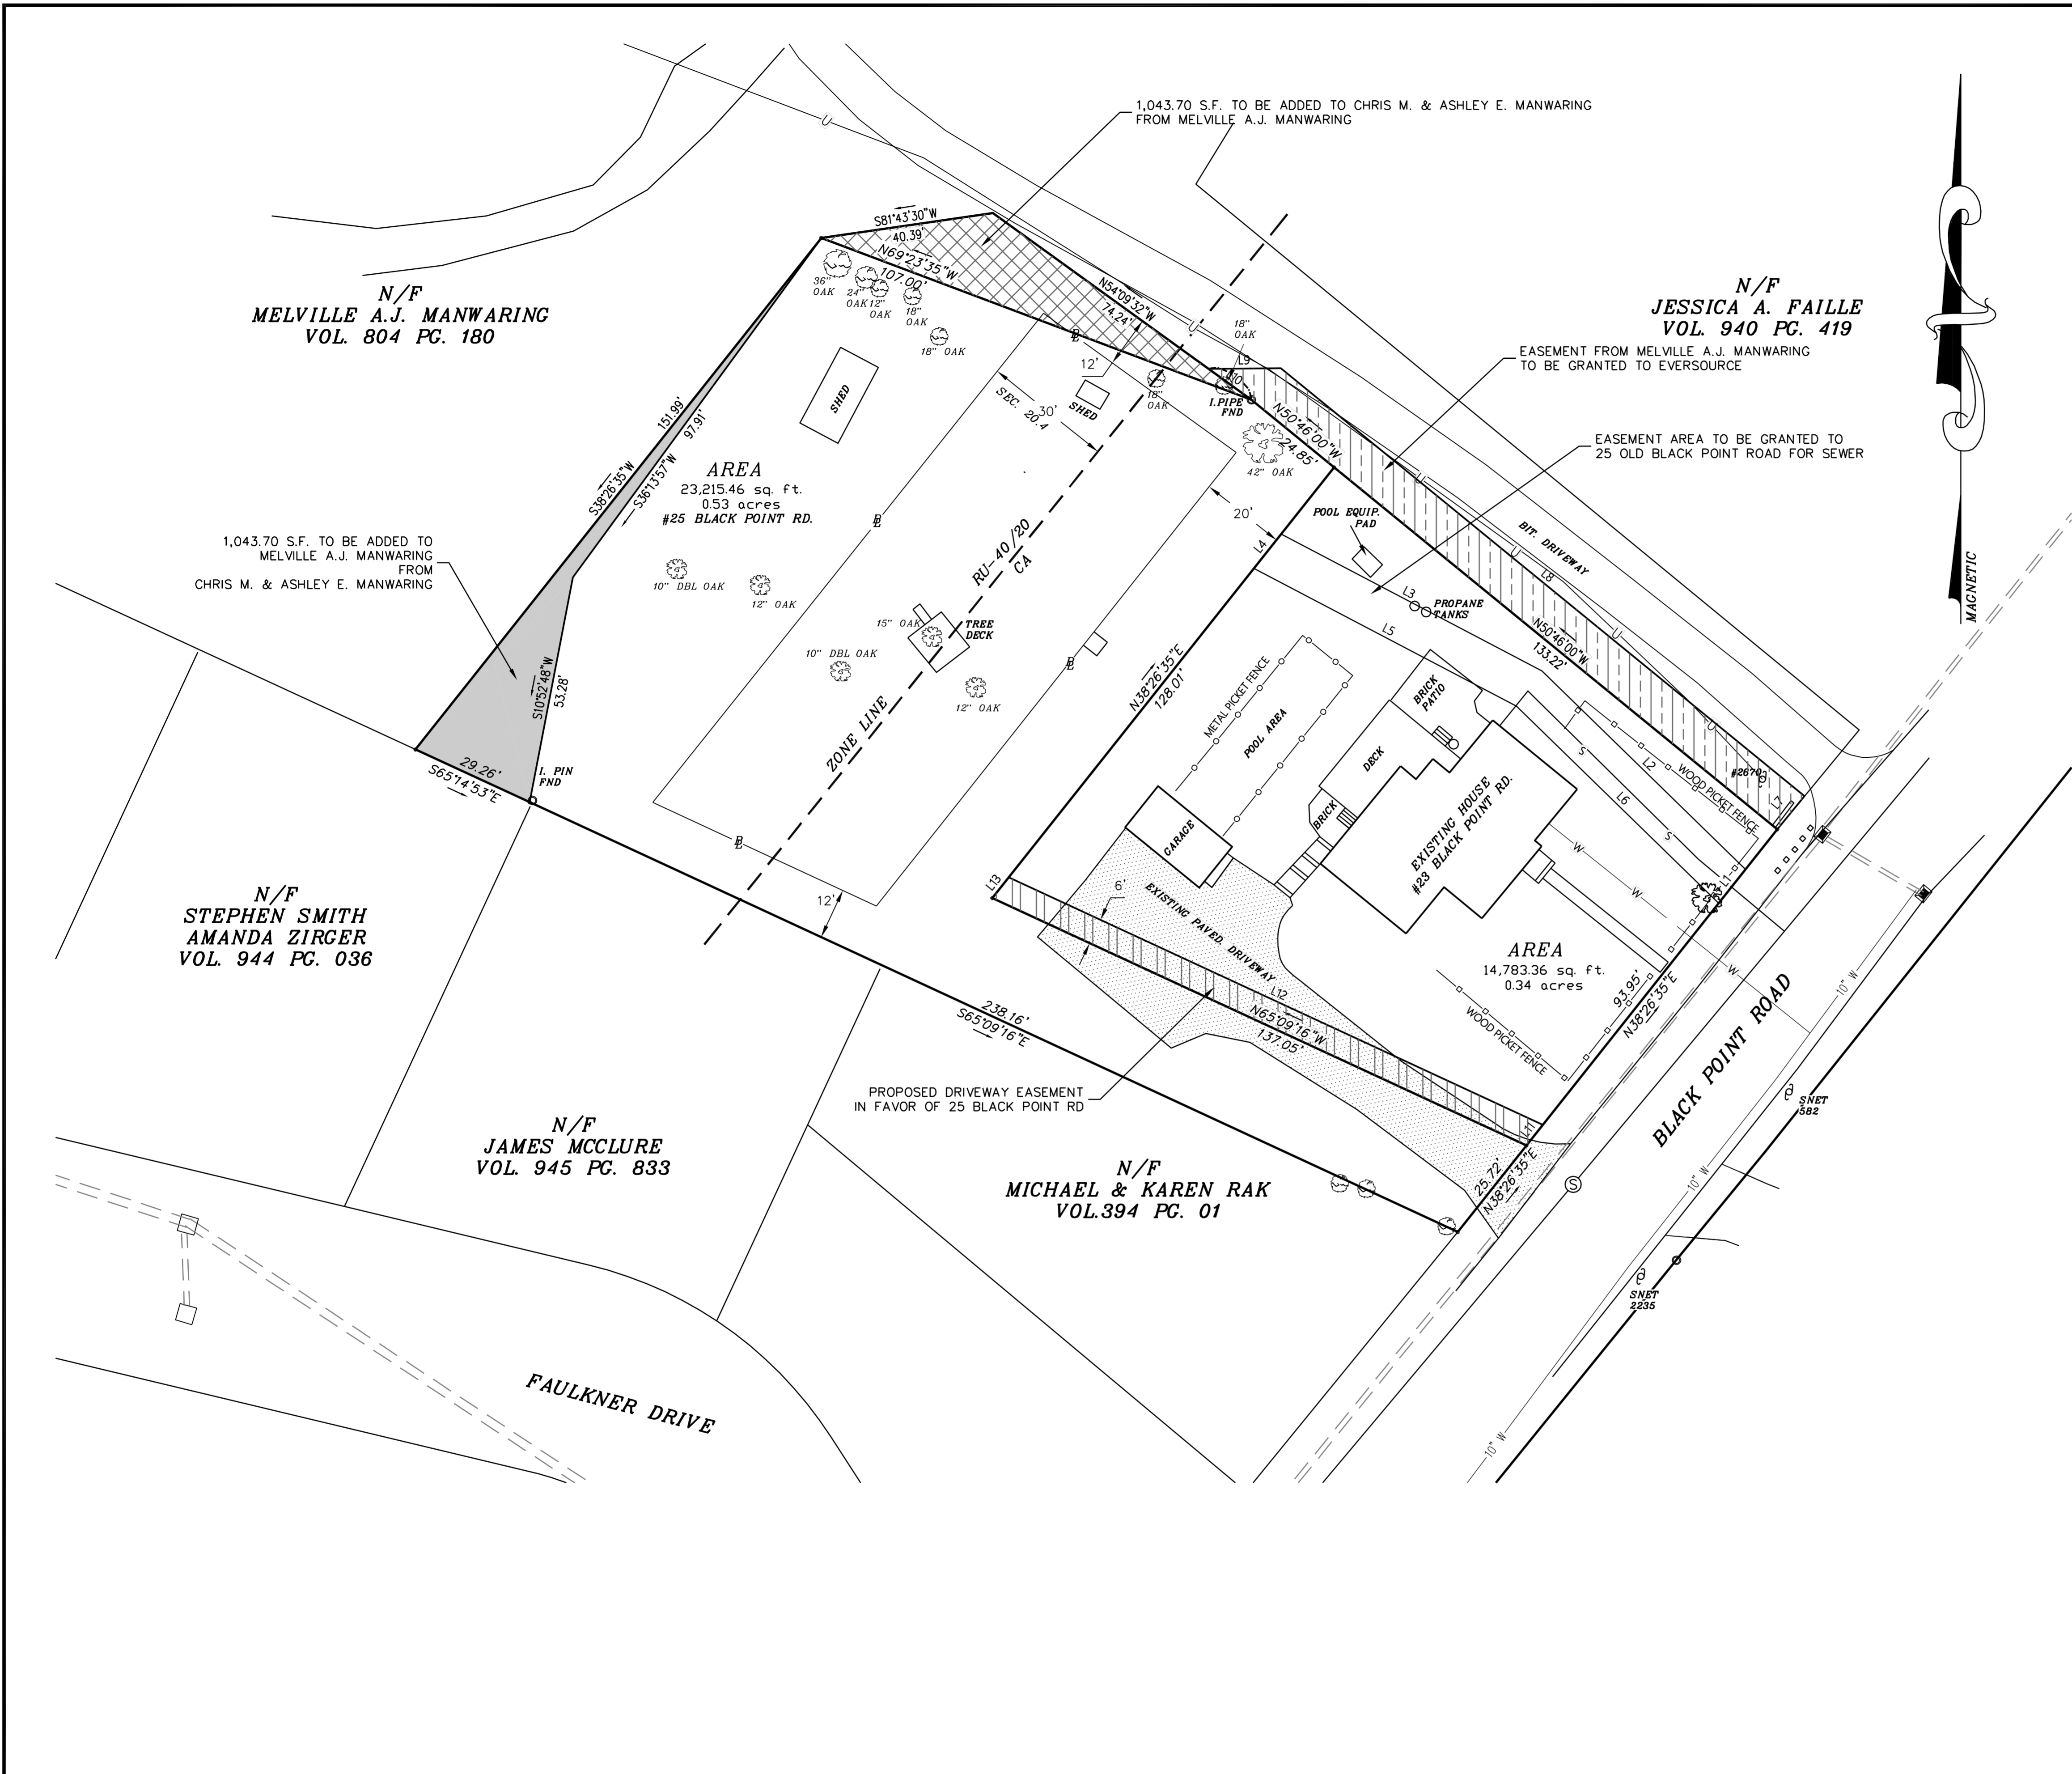 1,043.70 S.F. TO BE ADDED TO CHRIS M. & ASHLEY E. MANWARING
FROM MELVILLE A.J. MANWARING
U
S81°43'30"W
40.39'
N69°23'35"W
107.00'
N54°09'32"W
74.24'
U
N/F
MELVILLE A.J. MANWARING
VOL. 804 PG. 180
N/F
JESSICA A. FAILLE
VOL. 940 PG. 419
36"
OAK
24"
OAK
12"
OAK
18"
OAK
18" OAK
18"
OAK
18"
OAK
12'
L9
L10
EASEMENT FROM MELVILLE A.J. MANWARING
TO BE GRANTED TO EVERSOURCE
SHED
SHED
SEC. 20.4
30'
I.PIPE
FND
N50°46'00"W
24.85'
42" OAK
EASEMENT AREA TO BE GRANTED TO
25 OLD BLACK POINT ROAD FOR SEWER
151.99'
S38°26'35"W
97.91'
S36°13'57"W
AREA
23,215.46 sq. ft.
0.53 acres
#25 BLACK POINT RD.
BL
BL
BL
BL
20'
POOL EQUIP.
PAD
L4
U
U
BIT. DRIVEWAY
L8
U
U
MAGNETIC
1,043.70 S.F. TO BE ADDED TO
MELVILLE A.J. MANWARING
FROM
CHRIS M. & ASHLEY E. MANWARING
10" DBL OAK
12" OAK
RU-40/20
CA
L3
PROPANE
TANKS
L5
N50°46'00"W
133.22'
15" OAK
TREE
DECK
10" DBL OAK
12" OAK
ZONE LINE
N38°26'35"E
128.01'
METAL PICKET FENCE
POOL AREA
BRICK
PATIO
DECK
BRICK
S10°52'48"W
53.28'
29.26'
S65°14'53"E
I. PIN
FND
S
L2
L6
S
WOOD PICKET FENCE
#2670
L7
L1
GARAGE
EXISTING HOUSE
#23 BLACK POINT RD.
W
W
W
L13
12'
6'
EXISTING PAVED. DRIVEWAY
N/F
STEPHEN SMITH
AMANDA ZIRGER
VOL. 944 PG. 036
AREA
14,783.36 sq. ft.
0.34 acres
93.95'
N38°26'35"E
WOOD PICKET FENCE
L12
N65°09'16"W
137.05'
238.16'
S65°09'16"E
BLACK POINT ROAD
10" W
PROPOSED DRIVEWAY EASEMENT
IN FAVOR OF 25 BLACK POINT RD
L11
SNET
582
N/F
JAMES MCCLURE
VOL. 945 PG. 833
N/F
MICHAEL & KAREN RAK
VOL.394 PG. 01
25.72'
N38°26'35"E
S
10" W
SNET
2235
FAULKNER DRIVE
10" W